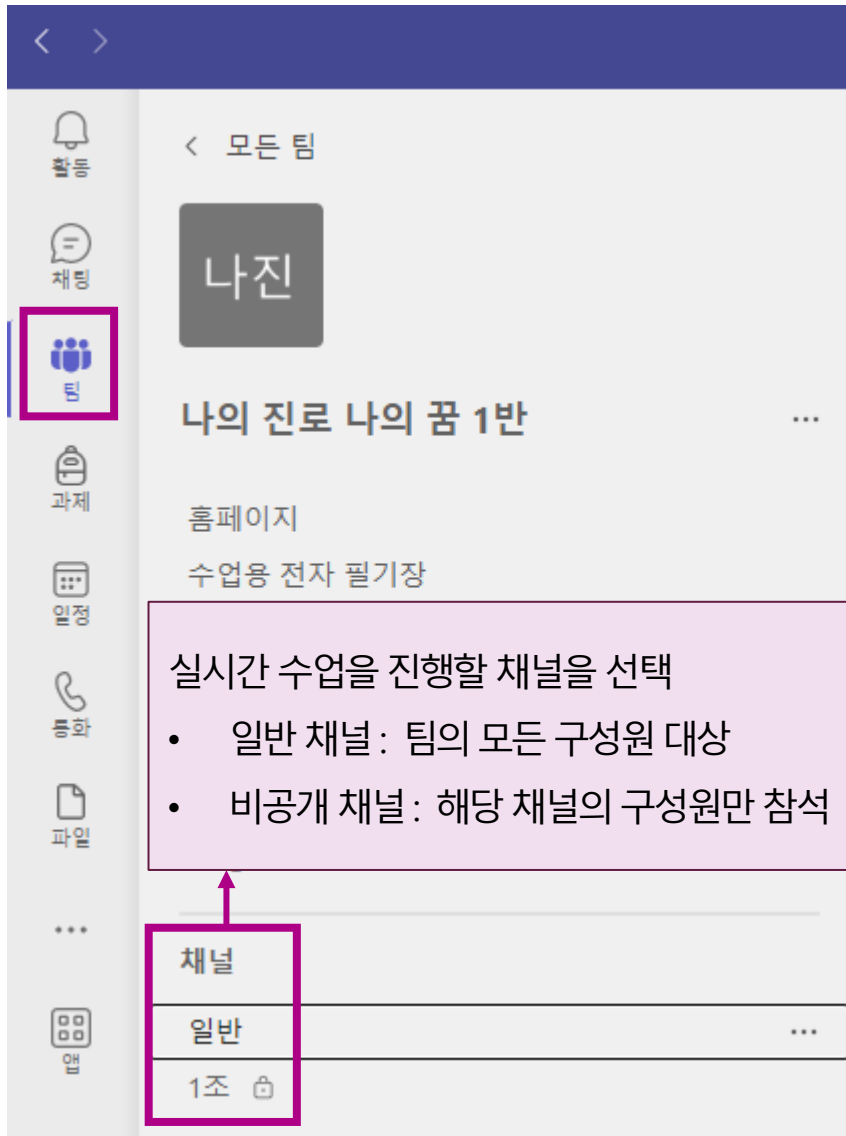 활동
< 모든 팀
채팅
나진
팀
나의 진로 나의 꿈 1반 ...
과제
홈페이지
수업용 전자 필기장
일정
실시간 수업을 진행할 채널을 선택
• 일반 채널 : 팀의 모든 구성원 대상
통화
• 비공개 채널 : 해당 채널의 구성원만 참석
파일
...
채널
일반 ...
앱
1조